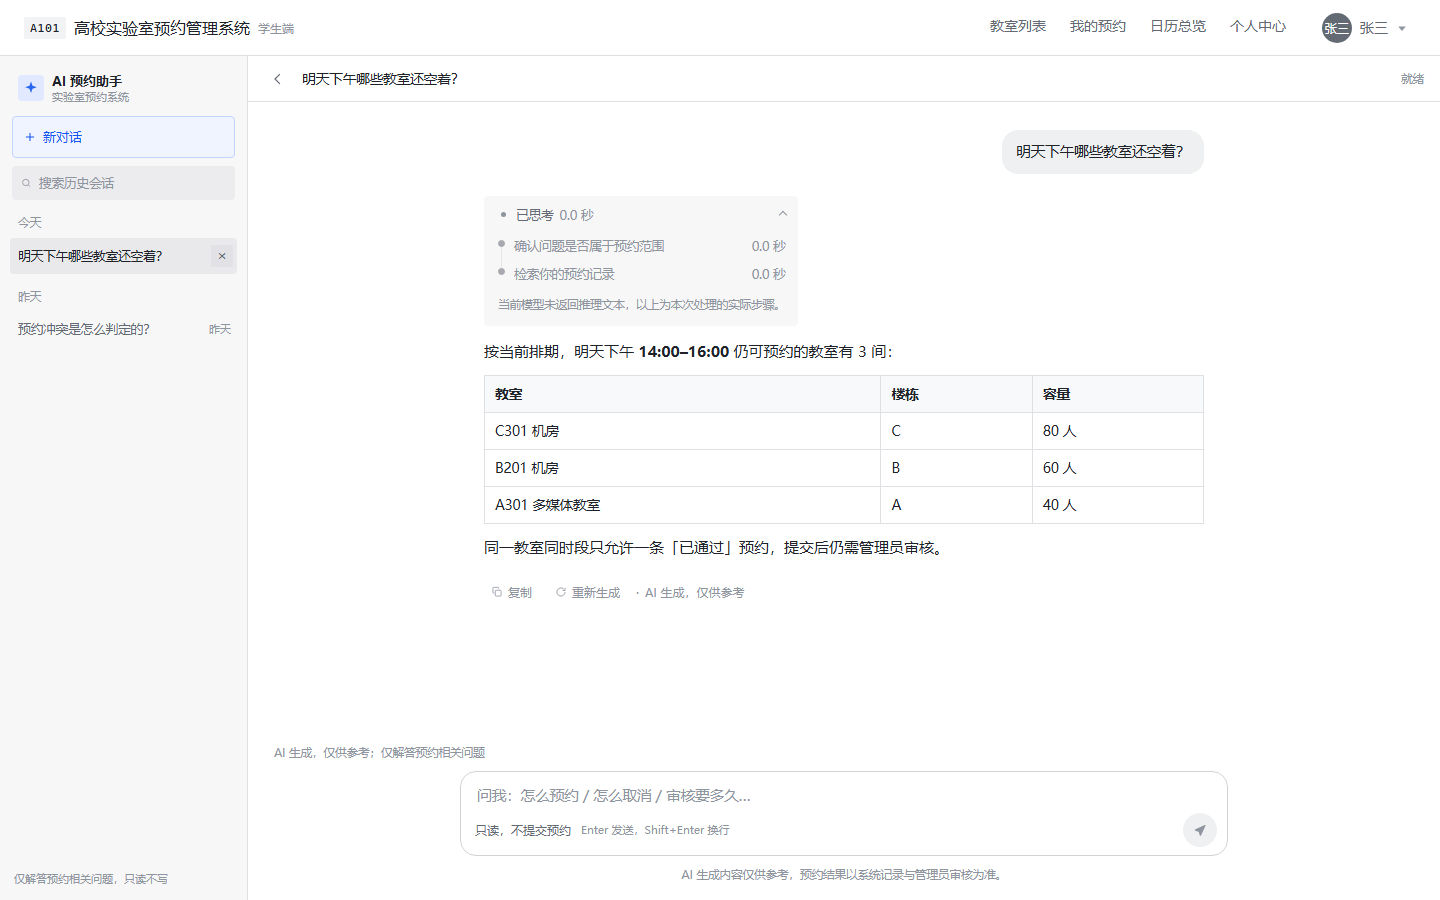 A101 高校实验室预约管理系统 学生端
教室列表 我的预约 日历总览 个人中心 张三 张三
AI 预约助手
实验室预约系统
+ 新对话
搜索历史会话
今天
明天下午哪些教室还空着？ ×
昨天
预约冲突是怎么判定的？ 昨天
仅解答预约相关问题，只读不写
明天下午哪些教室还空着？ 就绪
明天下午哪些教室还空着？
已思考 0.0 秒
确认问题是否属于预约范围 0.0 秒
检索你的预约记录 0.0 秒
当前模型未返回推理文本，以上为本次处理的实际步骤。
按当前排期，明天下午 14:00–16:00 仍可预约的教室有 3 间：
教室 楼栋 容量
C301 机房 C 80 人
B201 机房 B 60 人
A301 多媒体教室 A 40 人
同一教室同时段只允许一条「已通过」预约，提交后仍需管理员审核。
复制 重新生成 · AI 生成，仅供参考
AI 生成，仅供参考；仅解答预约相关问题
问我：怎么预约 / 怎么取消 / 审核要多久...
只读，不提交预约 Enter 发送，Shift+Enter 换行
AI 生成内容仅供参考，预约结果以系统记录与管理员审核为准。